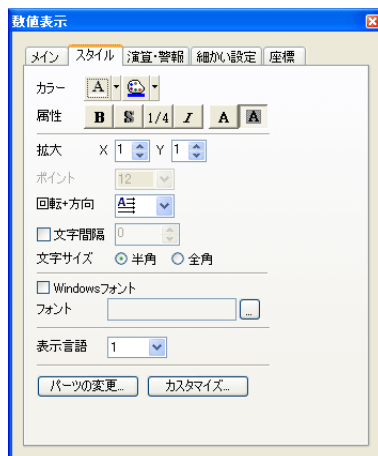 数値表示
メイン スタイル 演算・警報 細かい設定 座標
カラー A
属性 B S 1/4 I A A
拡大 X 1 Y 1
ポイント 12
回転+方向 A
文字間隔 0
文字サイズ 半角 全角
Windowsフォント
フォント ...
表示言語 1
パーツの変更... カスタマイズ...